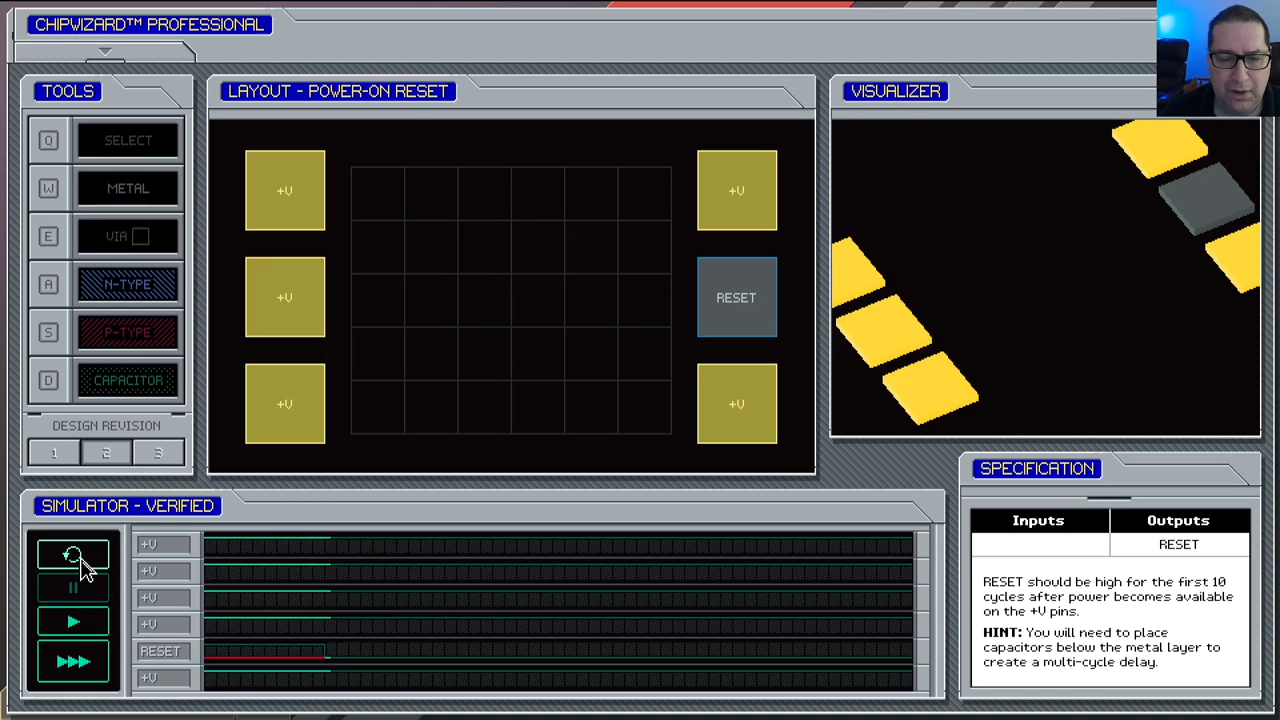 CHIPWIZARD™ PROFESSIONAL
TOOLS
Q SELECT
W METAL
E VIA
A N-TYPE
S P-TYPE
D CAPACITOR
DESIGN REVISION
1 2 3
LAYOUT - POWER-ON RESET
+V +V
+V RESET
+V +V
VISUALIZER
SIMULATOR - VERIFIED
+V
+V
+V
+V
RESET
+V
SPECIFICATION
Inputs Outputs
RESET
RESET should be high for the first 10
cycles after power becomes available
on the +V pins.
HINT: You will need to place
capacitors below the metal layer to
create a multi-cycle delay.